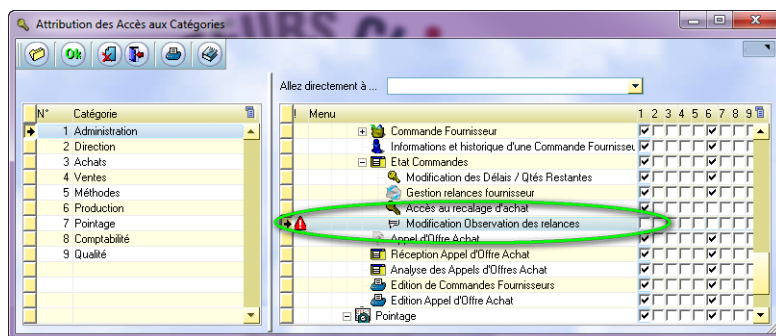 Attribution des Accès aux Catégories
Ok
Allez directement à ...
N° Catégorie
1 Administration
2 Direction
3 Achats
4 Ventes
5 Méthodes
6 Production
7 Pointage
8 Comptabilité
9 Qualité
! Menu 1 2 3 4 5 6 7 8 9
Commande Fournisseur
Informations et historique d'une Commande Fournisseu
Etat Commandes
Modification des Délais / Qtés Restantes
Gestion relances fournisseur
Accès au recalage d'achat
Modification Observation des relances
Appel d'Offre Achat
Réception Appel d'Offre Achat
Analyse des Appels d'Offres Achat
Edition de Commandes Fournisseurs
Edition Appel d'Offre Achat
Pointage